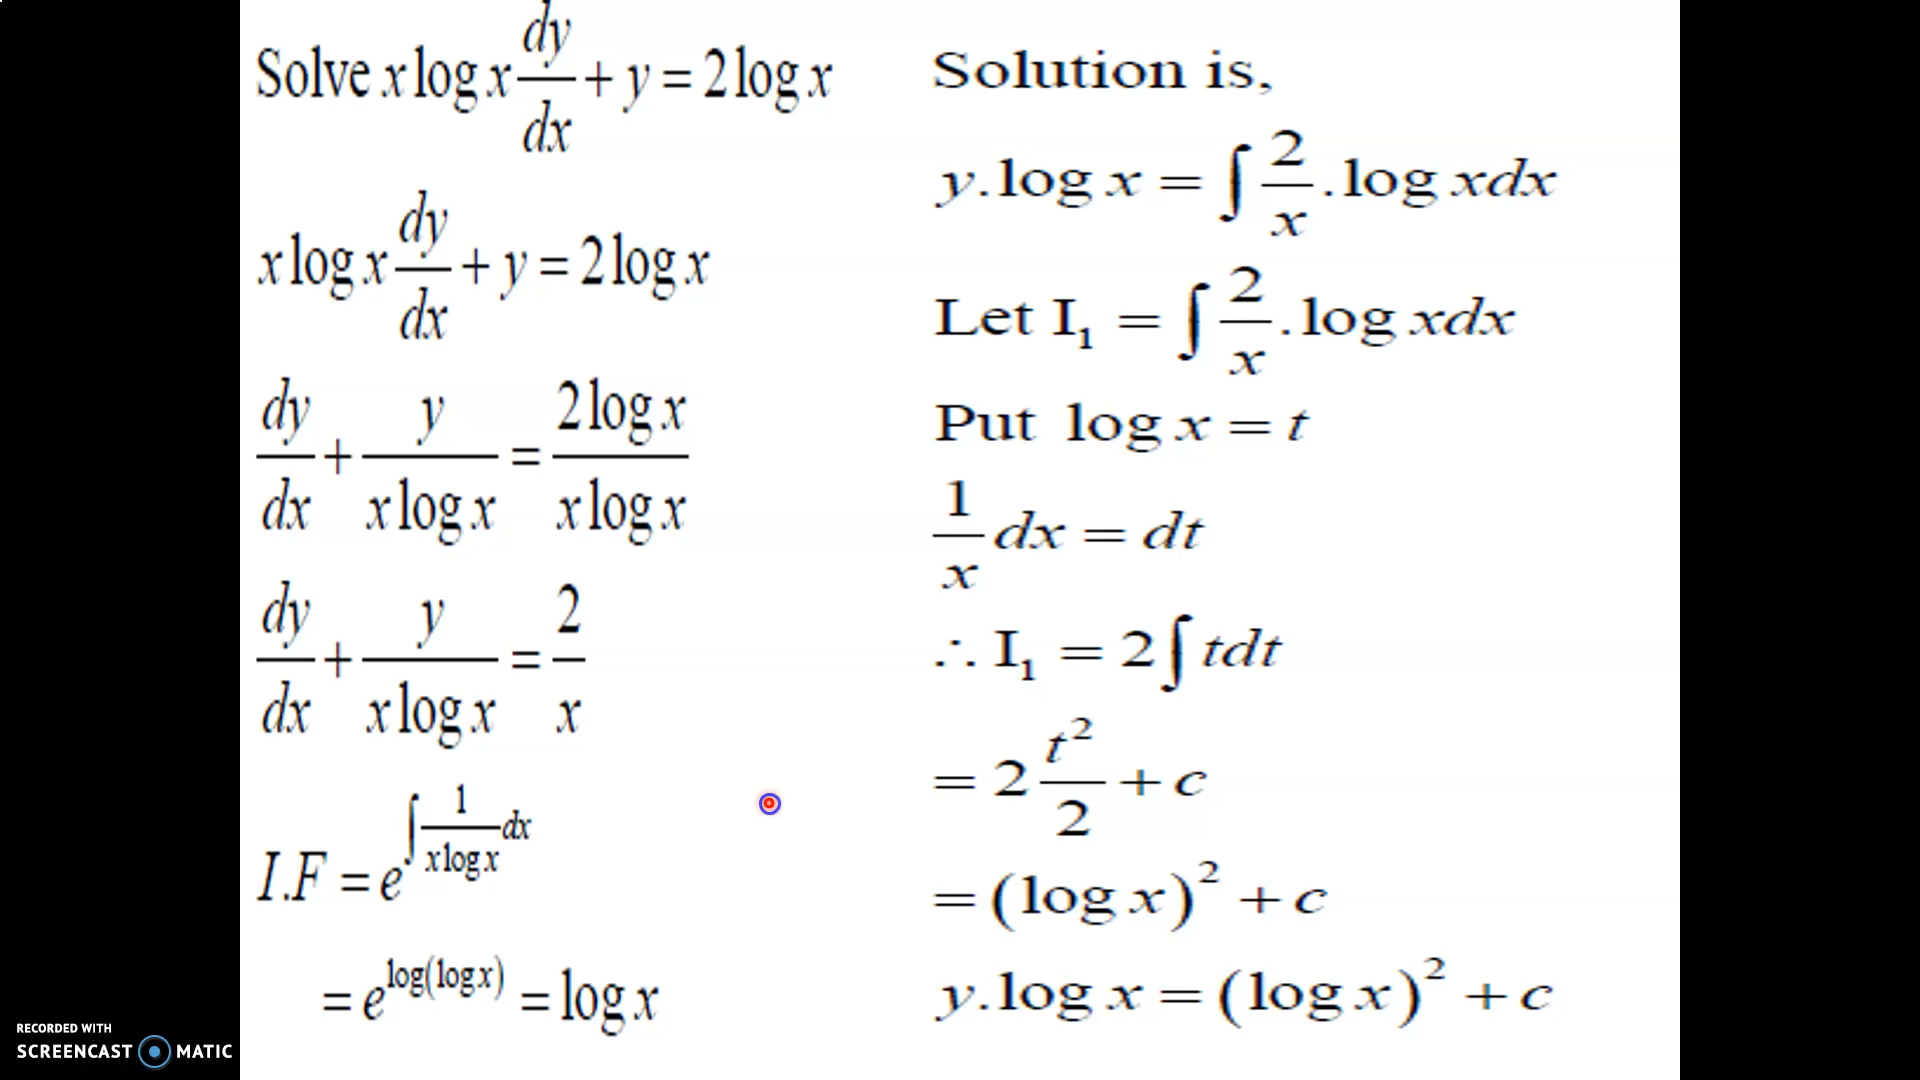 Solve x log x dy/dx + y = 2 log x
x log x dy/dx + y = 2 log x
dy/dx + y/(x log x) = (2 log x)/(x log x)
dy/dx + y/(x log x) = 2/x
I.F = e^(∫ 1/(x log x) dx)
= e^(log(log x)) = log x
Solution is,
y. log x = ∫ 2/x . log x dx
Let I₁ = ∫ 2/x . log x dx
Put log x = t
1/x dx = dt
∴ I₁ = 2 ∫ t dt
= 2 t²/2 + c
= (log x)² + c
y. log x = (log x)² + c
RECORDED WITH
SCREENCAST MATIC